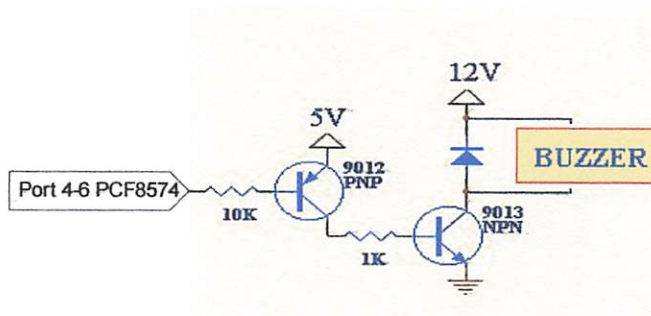 12V
5V
BUZZER
9012
PNP
Port 4-6 PCF8574
10K
9013
NPN
1K